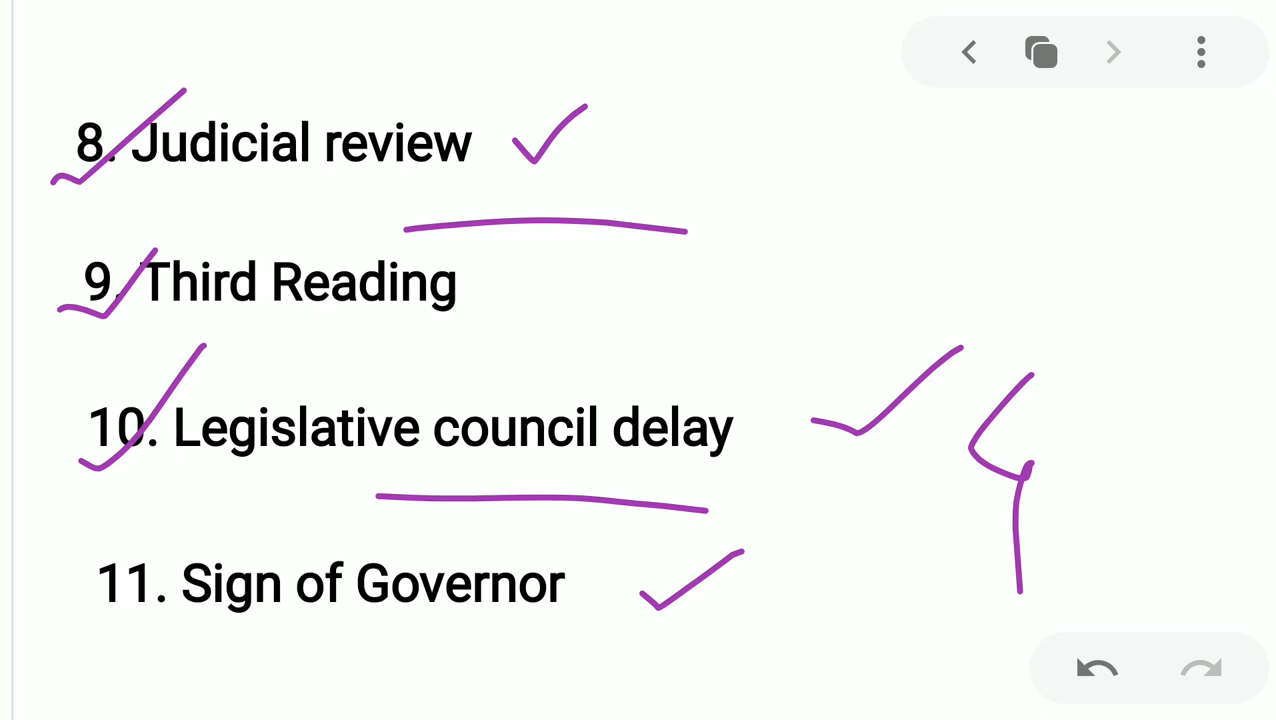 8. Judicial review
9. Third Reading
10. Legislative council delay
4
11. Sign of Governor